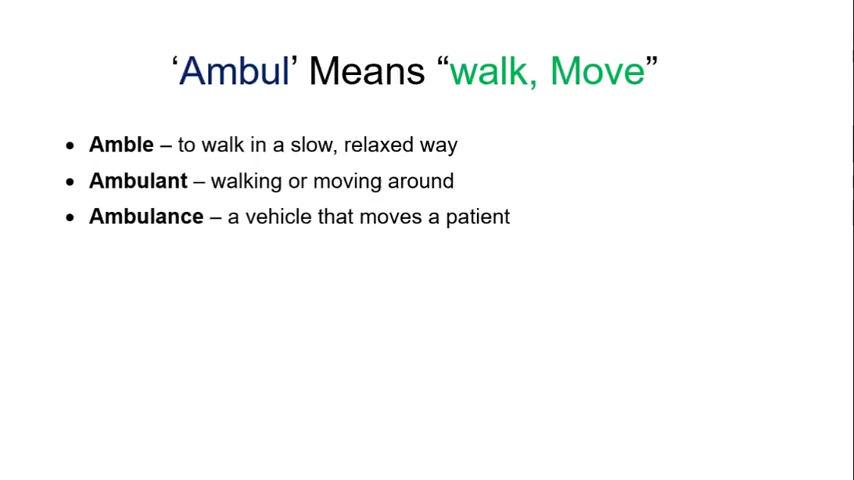 ‘Ambul’ Means “walk, Move”
• Amble – to walk in a slow, relaxed way
• Ambulant – walking or moving around
• Ambulance – a vehicle that moves a patient